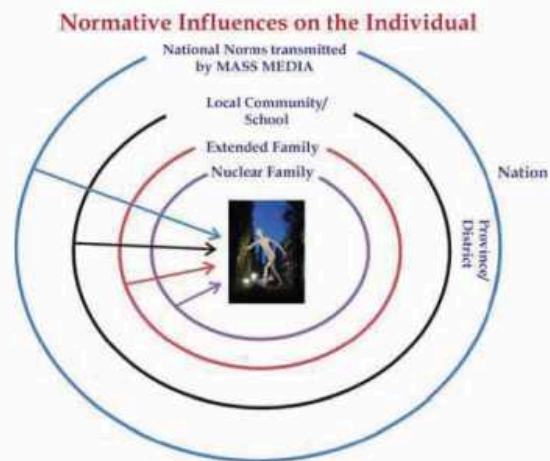 Normative Influences on the Individual
National Norms transmitted
by MASS MEDIA
Local Community/
School
Extended Family
Nuclear Family
Nation
Province/
District